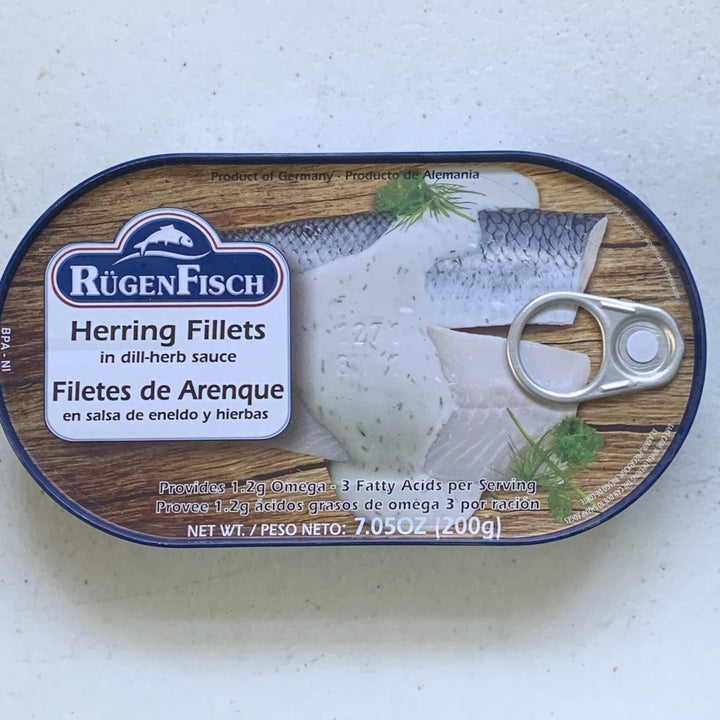 Product of Germany - Producto de Alemania
RÜGENFISCH
Herring Fillets
in dill-herb sauce
Filetes de Arenque
en salsa de eneldo y hierbas
BPA - NI
Provides 1.2g Omega - 3 Fatty Acids per Serving
Provee 1.2g ácidos grasos de omega 3 por ración
NET WT. / PESO NETO: 7.05OZ (200g)